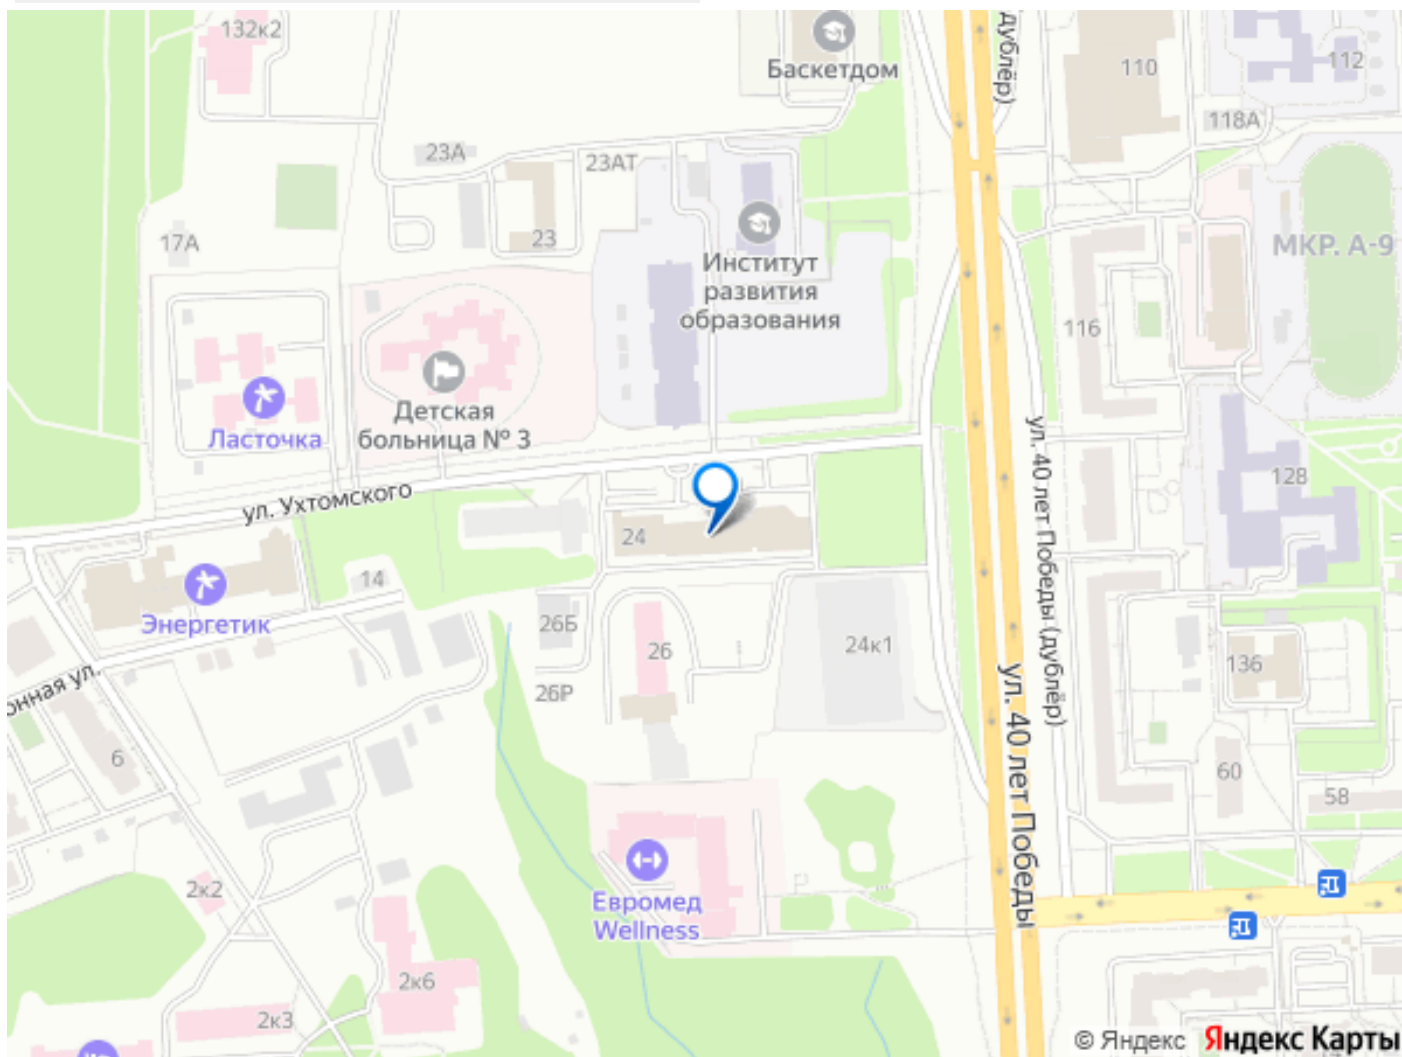 132к2
Баскетдом
(дублёр)
110
112
118А
23А
23АТ
17А
23
Институт
развития
образования
МКР. А-9
116
Детская
больница № 3
Ласточка
ул. Ухтомского
ул. 40 лет Победы (дублёр)
128
24
14
Энергетик
26Б
26
24к1
26Р
136
онная ул.
ул. 40 лет Победы
6
60
58
2к2
Евромед
Wellness
2к6
2к3
© Яндекс Яндекс Карты